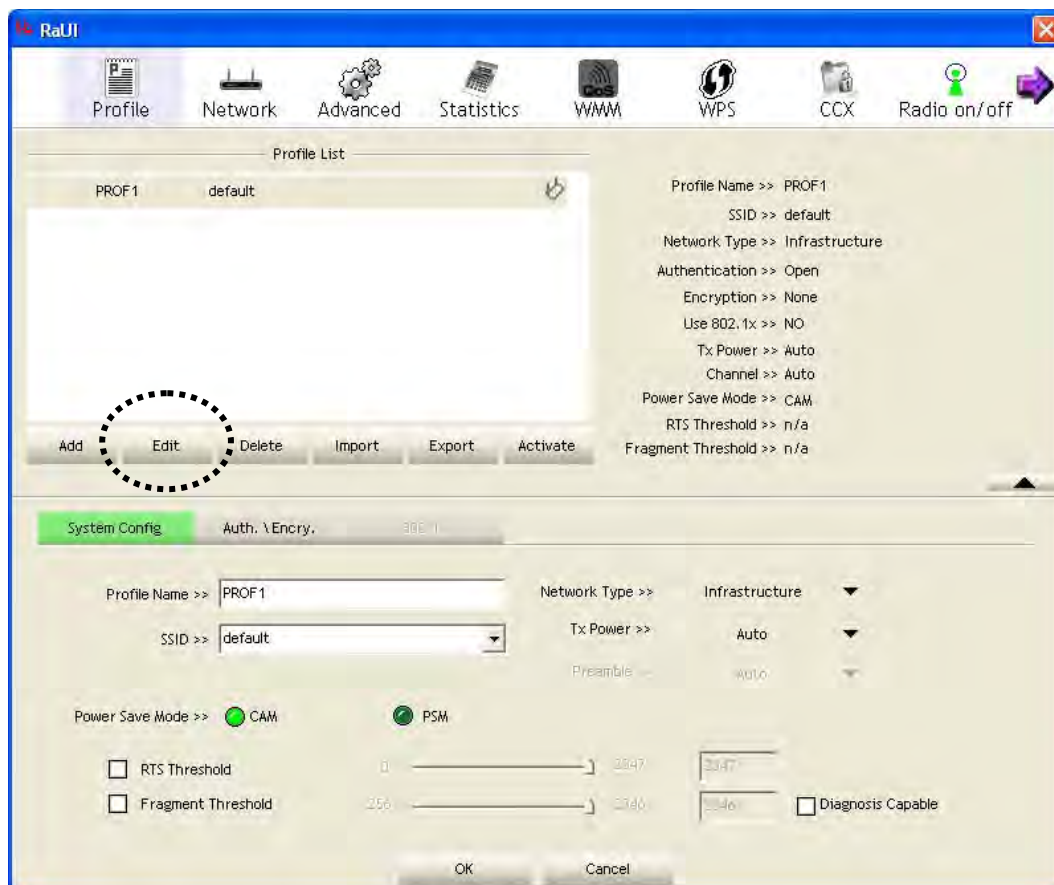 RaUI
Profile Network Advanced Statistics QoS WMM WPS CCX Radio on/off
Profile List
PROF1 default
Add Edit Delete Import Export Activate
Profile Name >> PROF1
SSID >> default
Network Type >> Infrastructure
Authentication >> Open
Encryption >> None
Use 802.1x >> NO
Tx Power >> Auto
Channel >> Auto
Power Save Mode >> CAM
RTS Threshold >> n/a
Fragment Threshold >> n/a
System Config Auth. \ Encry.
Profile Name >> PROF1
SSID >> default
Network Type >> Infrastructure
Tx Power >> Auto
Preamble >> Auto
Power Save Mode >> CAM PSM
RTS Threshold 0 2347 2347
Fragment Threshold 256 2346 2346 Diagnosis Capable
OK Cancel